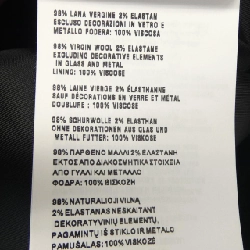 98% LANA VERGINE 2% ELASTAN
ESCLUSO DECORAZIONI IN VETRO E
METALLO FODERA: 100% VISCOSA
98% VIRGIN WOOL 2% ELASTANE
EXCLUDING DECORATIVE ELEMENTS
IN GLASS AND METAL
LINING: 100% VISCOSE
98% LAINE VIERGE 2% ÉLASTHANNE
SAUF DÉCORATIONS EN VERRE ET METAL
DOUBLURE : 100% VISCOSE
98% SCHURWOLLE 2% ELASTHAN
OHNE DEKORATIONEN AUS GLAS UND
METALL FUTTER: 100% VISKOSE
98% ΠΑΡΘΕΝΟ ΜΑΛΛΙ 2% ΕΛΑΣΤΑΝΗ
ΕΚΤΟΣ ΑΠΟ ΔΙΑΚΟΣΜΗΤΙΚΑ ΣΤΟΙΧΕΙΑ
ΑΠΟ ΓΥΑΛΙ ΚΑΙ ΜΕΤΑΛΛΟ
ΦΟΔΡΑ: 100% ΒΙΣΚΟΖΗ
98% NATURALIOJI VILNA
2% ELASTANAS NESKAITANT
DEKORATYVINIŲ ELEMENTŲ,
PAGAMINTŲ IŠ STIKLO IR METALO
PAMUŠALAS: 100% VISKOZĖ